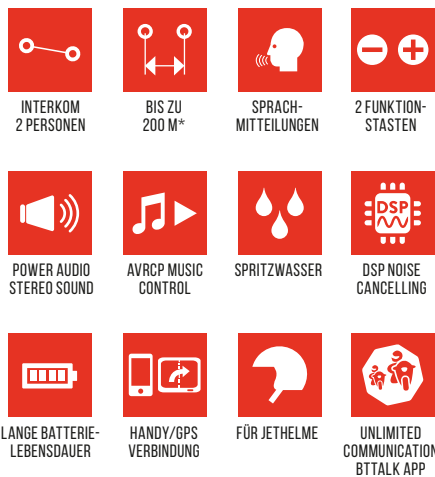 INTERKOM
2 PERSONEN
BIS ZU
200 M*
SPRACH-
MITTEILUNGEN
2 FUNKTION-
STASTEN
POWER AUDIO
STEREO SOUND
AVRCP MUSIC
CONTROL
SPRITZWASSER
DSP
DSP NOISE
CANCELLING
LANGE BATTERIE-
LEBENSDAUER
HANDY/GPS
VERBINDUNG
FÜR JETHELME
UNLIMITED
COMMUNICATION
BTTALK APP